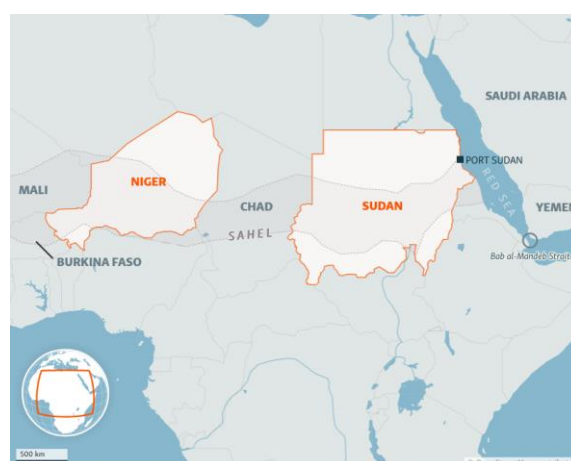 SAUDI ARABIA
PORT SUDAN
RED SEA
MALI
NIGER
CHAD
SUDAN
YEMEN
SAHEL
BURKINA FASO
Bab al-Mandeb Strait
500 km